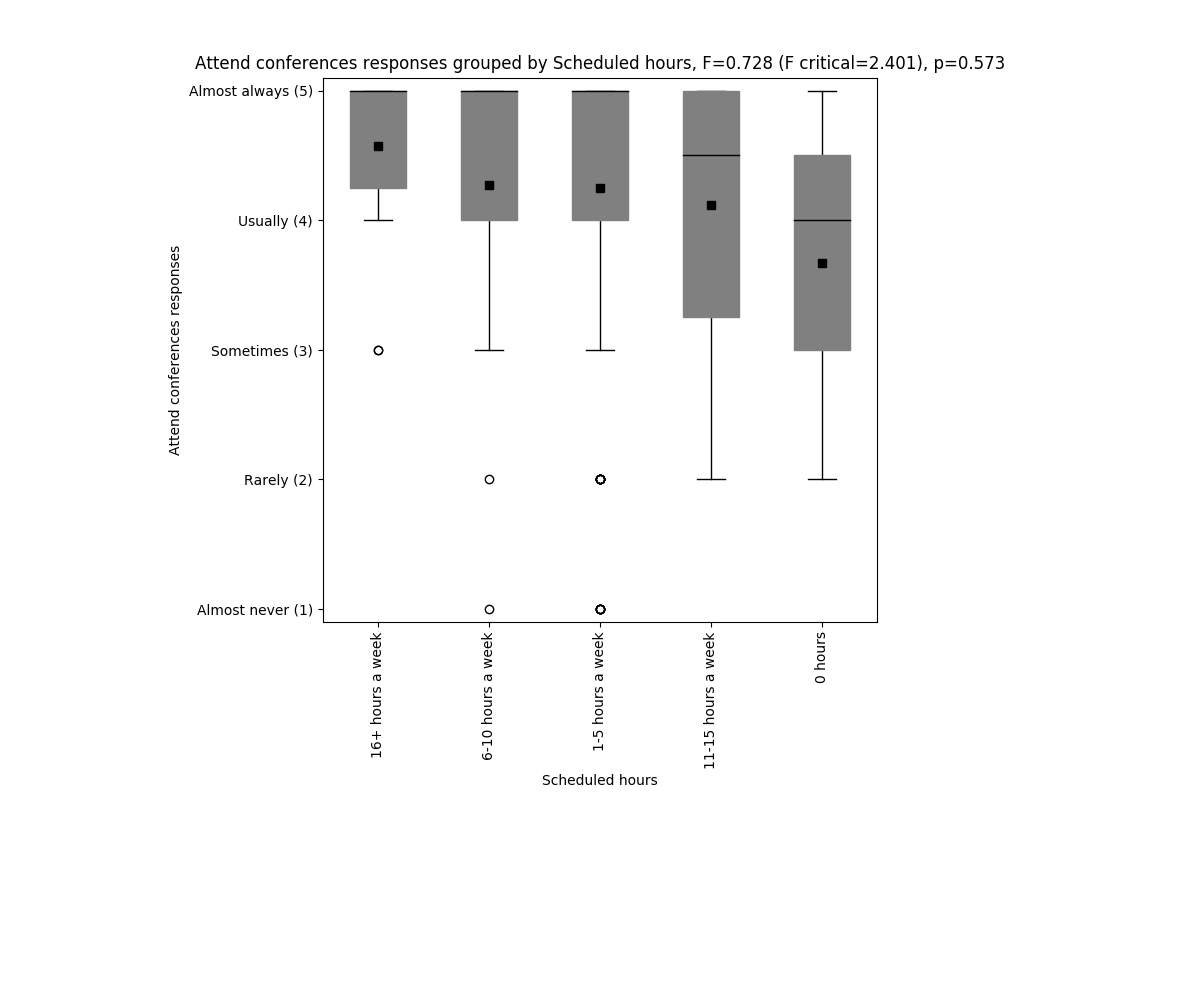 Attend conferences responses grouped by Scheduled hours, F=0.728 (F critical=2.401), p=0.573
Almost always (5)
Usually (4)
Sometimes (3)
Rarely (2)
Almost never (1)
Attend conferences responses
16+ hours a week
6-10 hours a week
1-5 hours a week
11-15 hours a week
0 hours
Scheduled hours